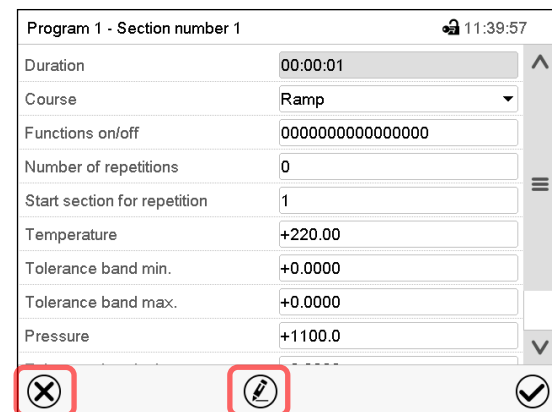 Program 1 - Section number 1 11:39:57
Duration 00:00:01
Course Ramp
Functions on/off 0000000000000000
Number of repetitions 0
Start section for repetition 1
Temperature +220.00
Tolerance band min. +0.0000
Tolerance band max. +0.0000
Pressure +1100.0